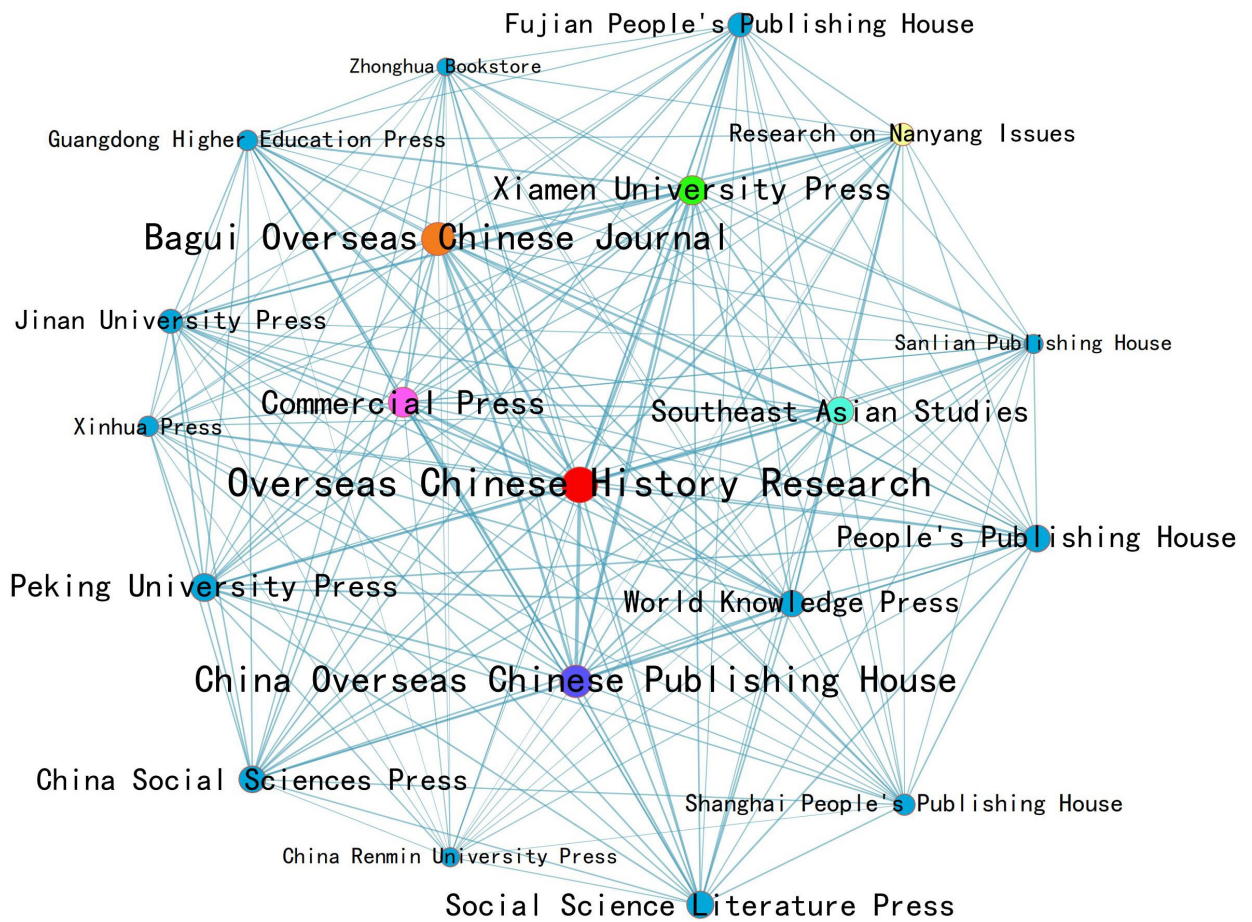 Fujian People's Publishing House
Zhonghua Bookstore
Research on Nanyang Issues
Guangdong Higher Education Press
Xiamen University Press
Bagui Overseas Chinese Journal
Jinan University Press
Sanlian Publishing House
Commercial Press
Southeast Asian Studies
Xinhua Press
Overseas Chinese History Research
People's Publishing House
Peking University Press
World Knowledge Press
China Overseas Chinese Publishing House
China Social Sciences Press
Shanghai People's Publishing House
China Renmin University Press
Social Science Literature Press